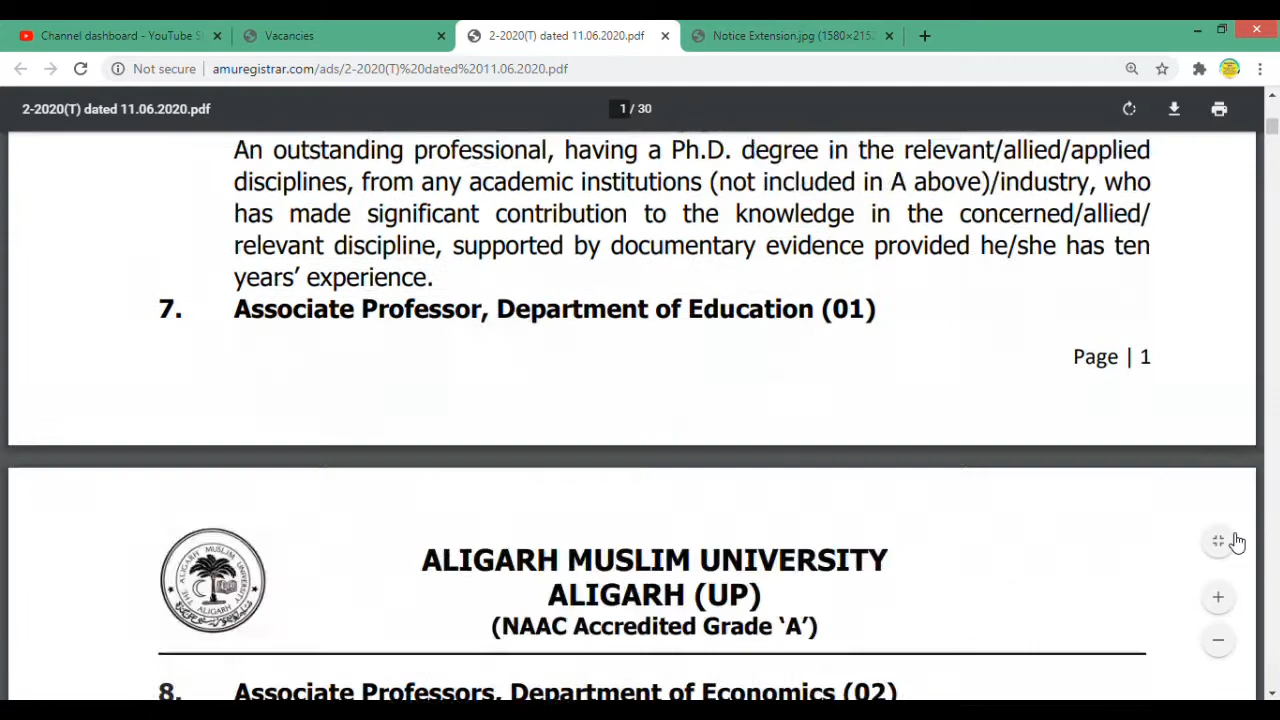 Channel dashboard - YouTube S
Vacancies
2-2020(T) dated 11.06.2020.pdf
Notice Extension.jpg (1580×215
Not secure
amuregistrar.com/ads/2-2020(T)%20dated%2011.06.2020.pdf
2-2020(T) dated 11.06.2020.pdf
1 / 30
An outstanding professional, having a Ph.D. degree in the relevant/allied/applied
disciplines, from any academic institutions (not included in A above)/industry, who
has made significant contribution to the knowledge in the concerned/allied/
relevant discipline, supported by documentary evidence provided he/she has ten
years’ experience.
7. Associate Professor, Department of Education (01)
Page | 1
ALIGARH MUSLIM UNIVERSITY
ALIGARH (UP)
(NAAC Accredited Grade ‘A’)
8. Associate Professors, Department of Economics (02)